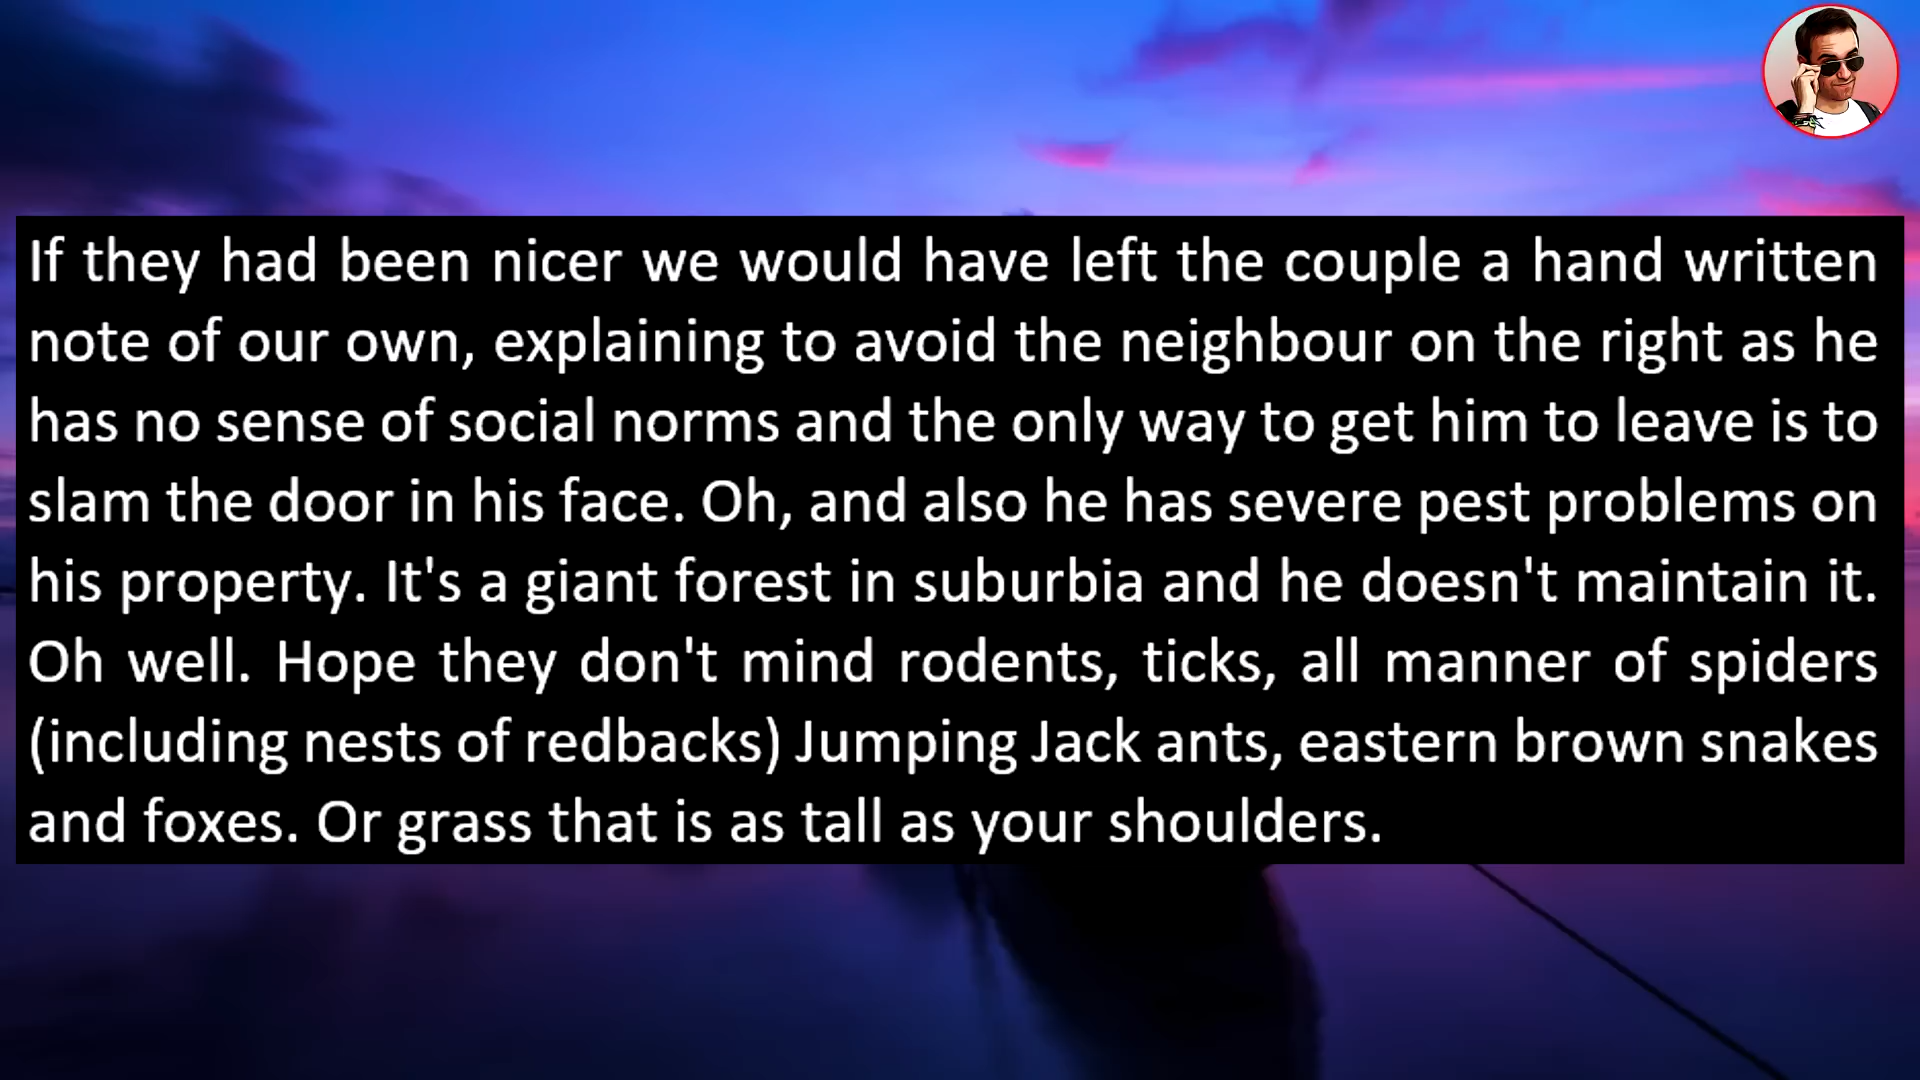 If they had been nicer we would have left the couple a hand written
note of our own, explaining to avoid the neighbour on the right as he
has no sense of social norms and the only way to get him to leave is to
slam the door in his face. Oh, and also he has severe pest problems on
his property. It's a giant forest in suburbia and he doesn't maintain it.
Oh well. Hope they don't mind rodents, ticks, all manner of spiders
(including nests of redbacks) Jumping Jack ants, eastern brown snakes
and foxes. Or grass that is as tall as your shoulders.